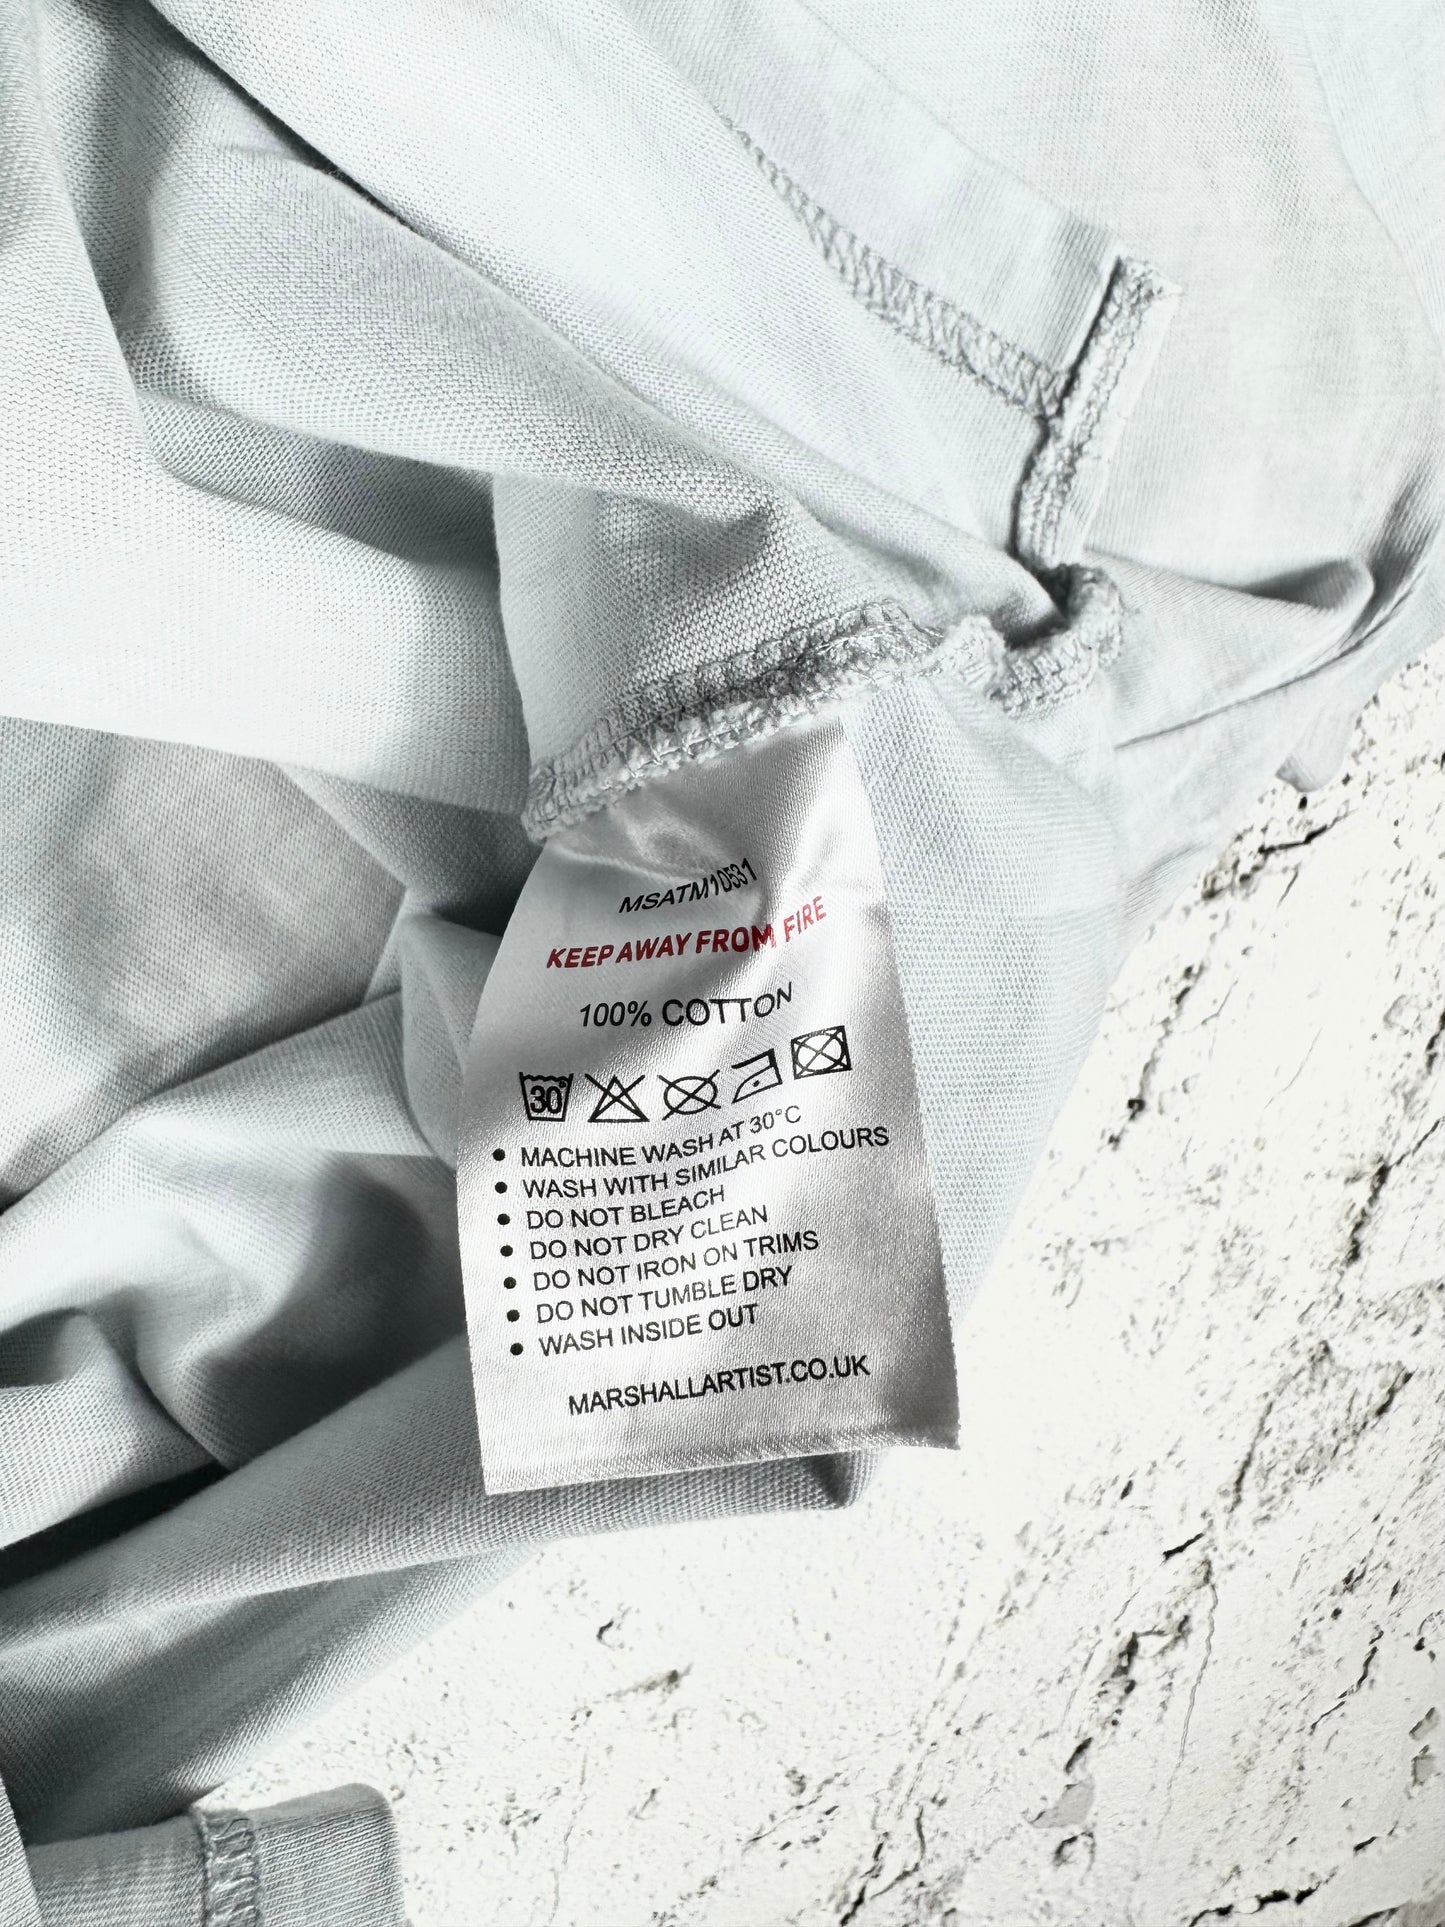 MSATM10531
KEEP AWAY FROM FIRE
100% COTTON
30°
• MACHINE WASH AT 30°C
• WASH WITH SIMILAR COLOURS
• DO NOT BLEACH
• DO NOT DRY CLEAN
• DO NOT IRON ON TRIMS
• DO NOT TUMBLE DRY
• WASH INSIDE OUT
MARSHALLARTIST.CO.UK